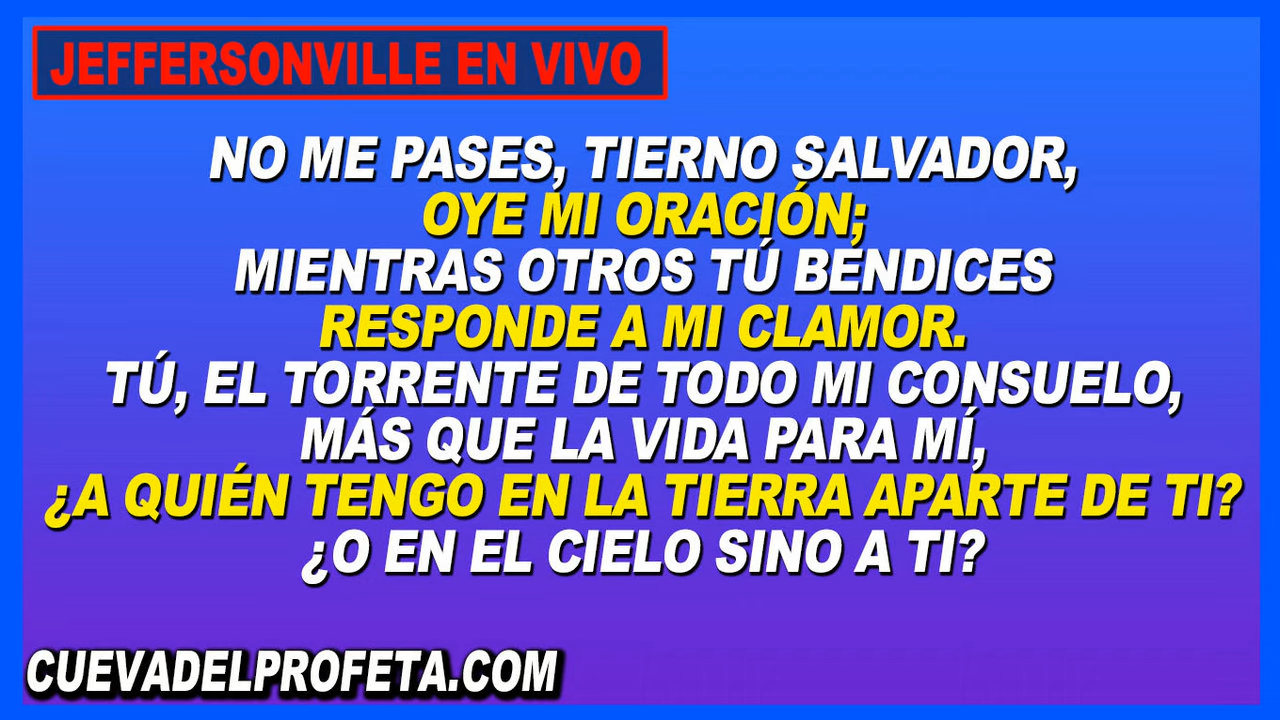 JEFFERSONVILLE EN VIVO
NO ME PASES, TIERNO SALVADOR,
OYE MI ORACIÓN;
MIENTRAS OTROS TÚ BENDICES
RESPONDE A MI CLAMOR.
TÚ, EL TORRENTE DE TODO MI CONSUELO,
MÁS QUE LA VIDA PARA MÍ,
¿A QUIÉN TENGO EN LA TIERRA APARTE DE TI?
¿O EN EL CIELO SINO A TI?
CUEVADELPROFETA.COM